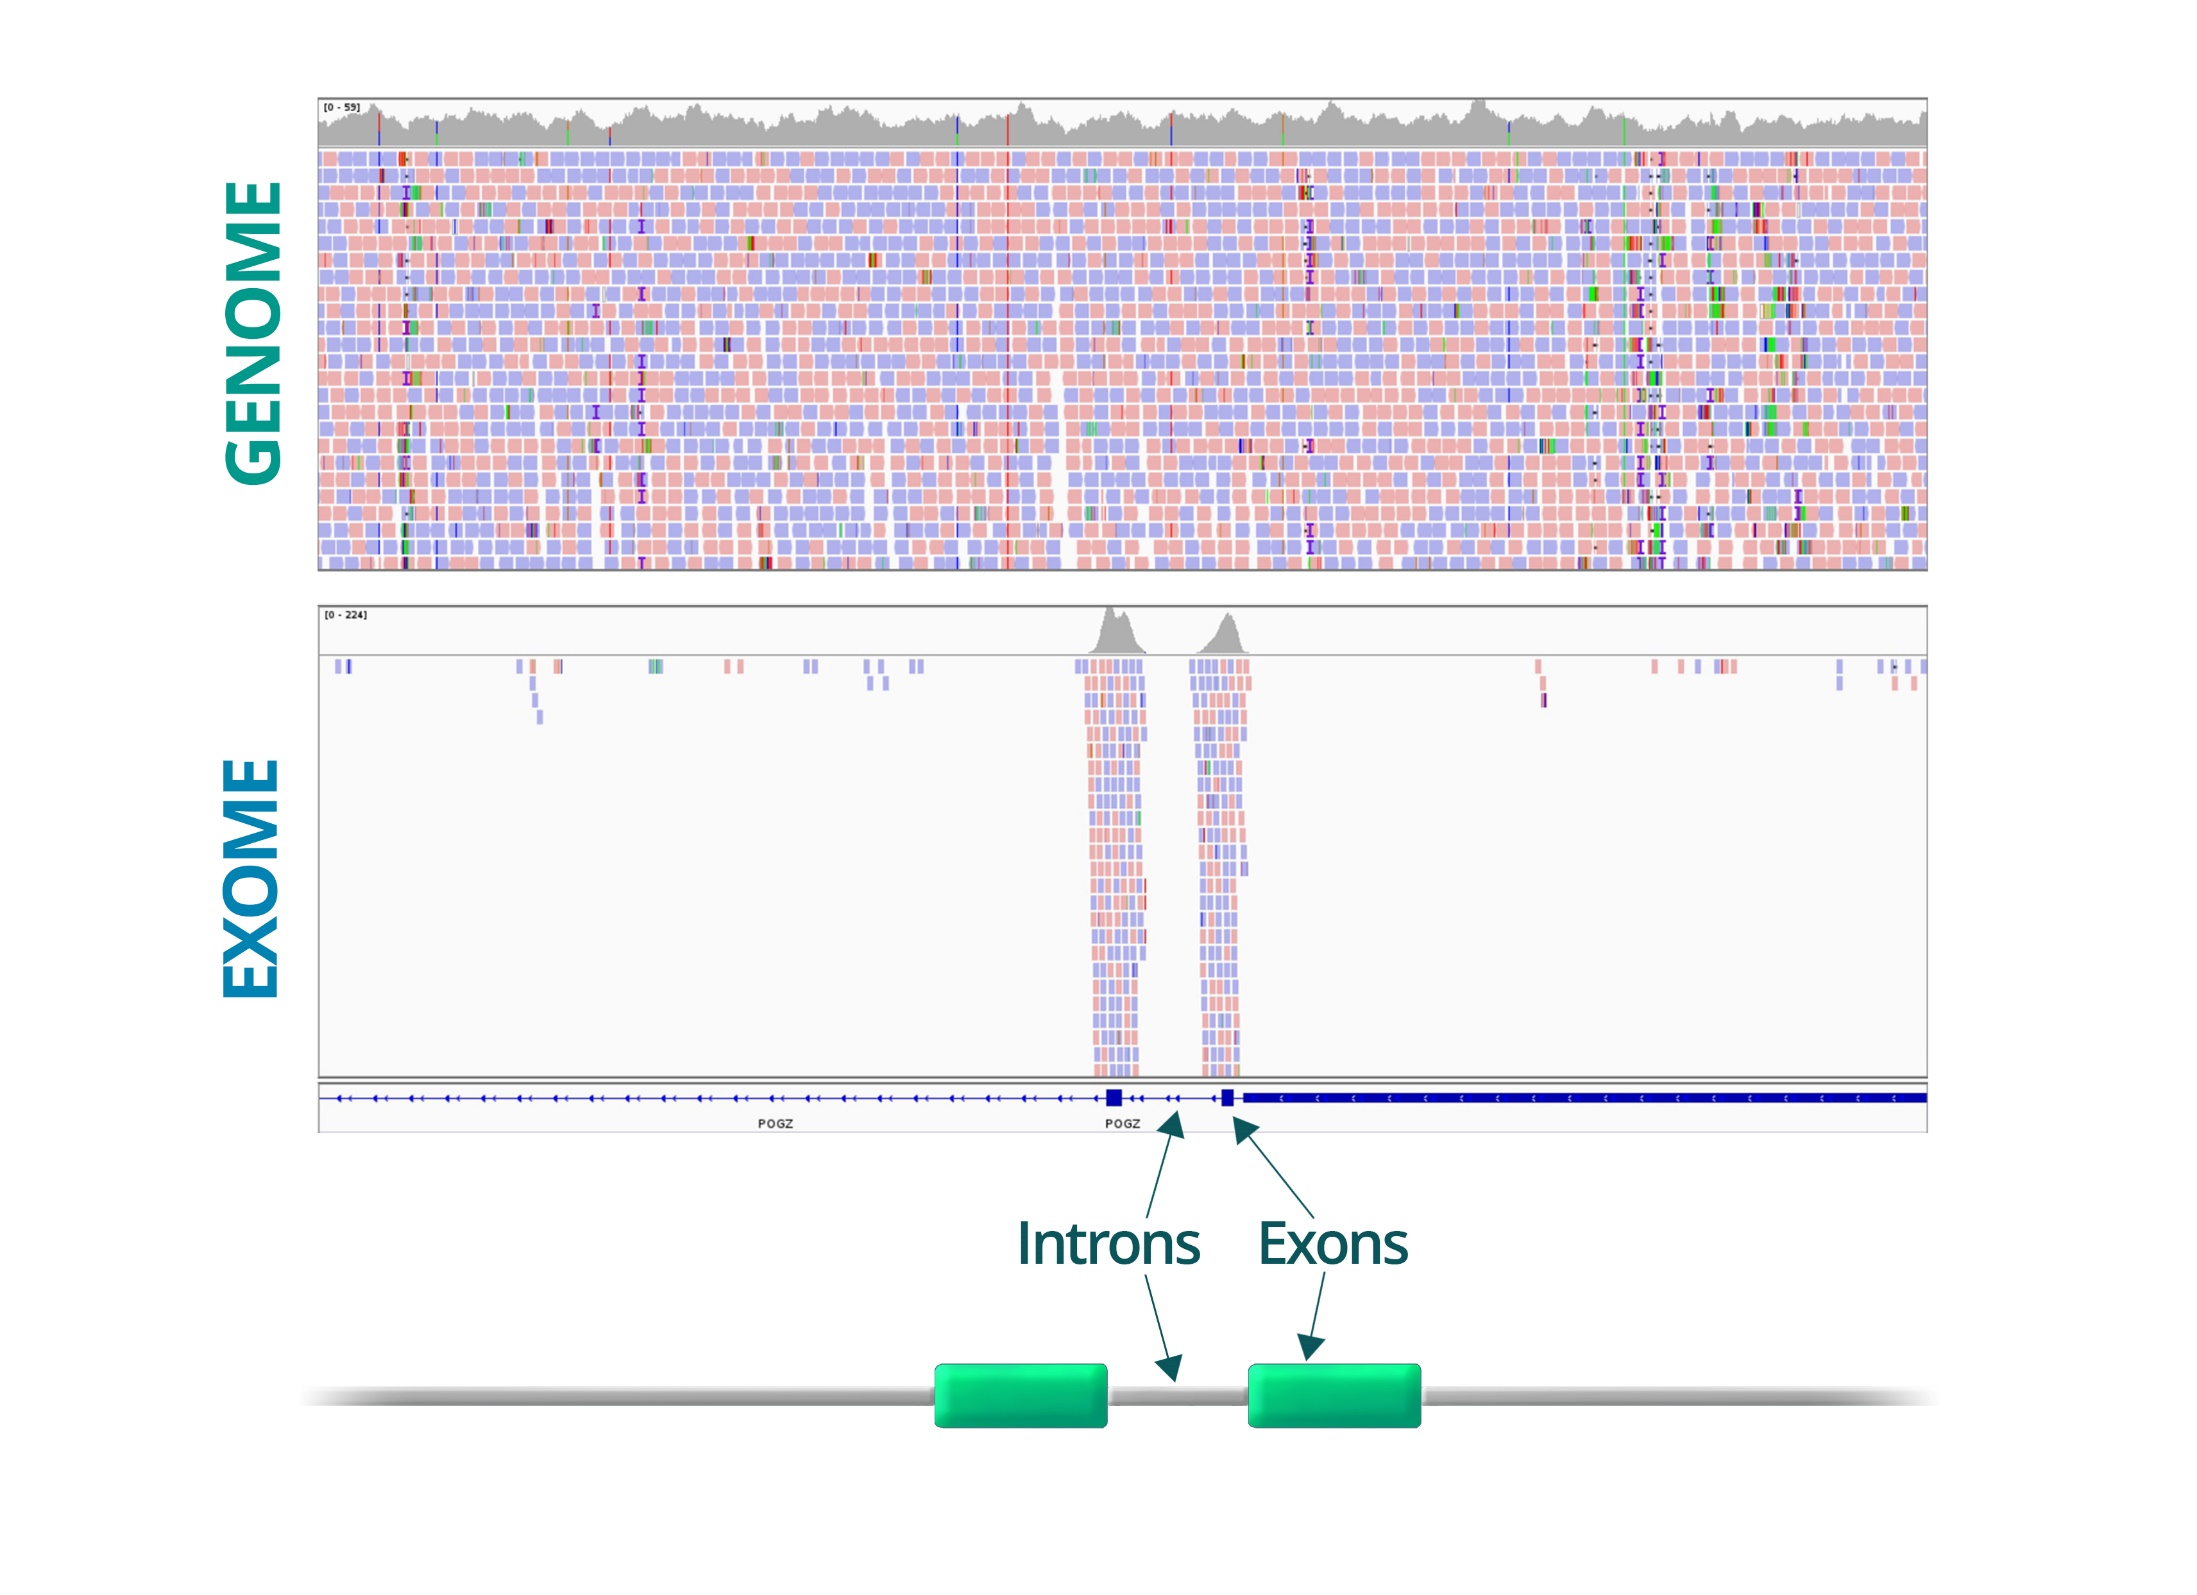 [0 - 59]
GENOME
[0 - 224]
EXOME
POGZ POGZ
Introns Exons